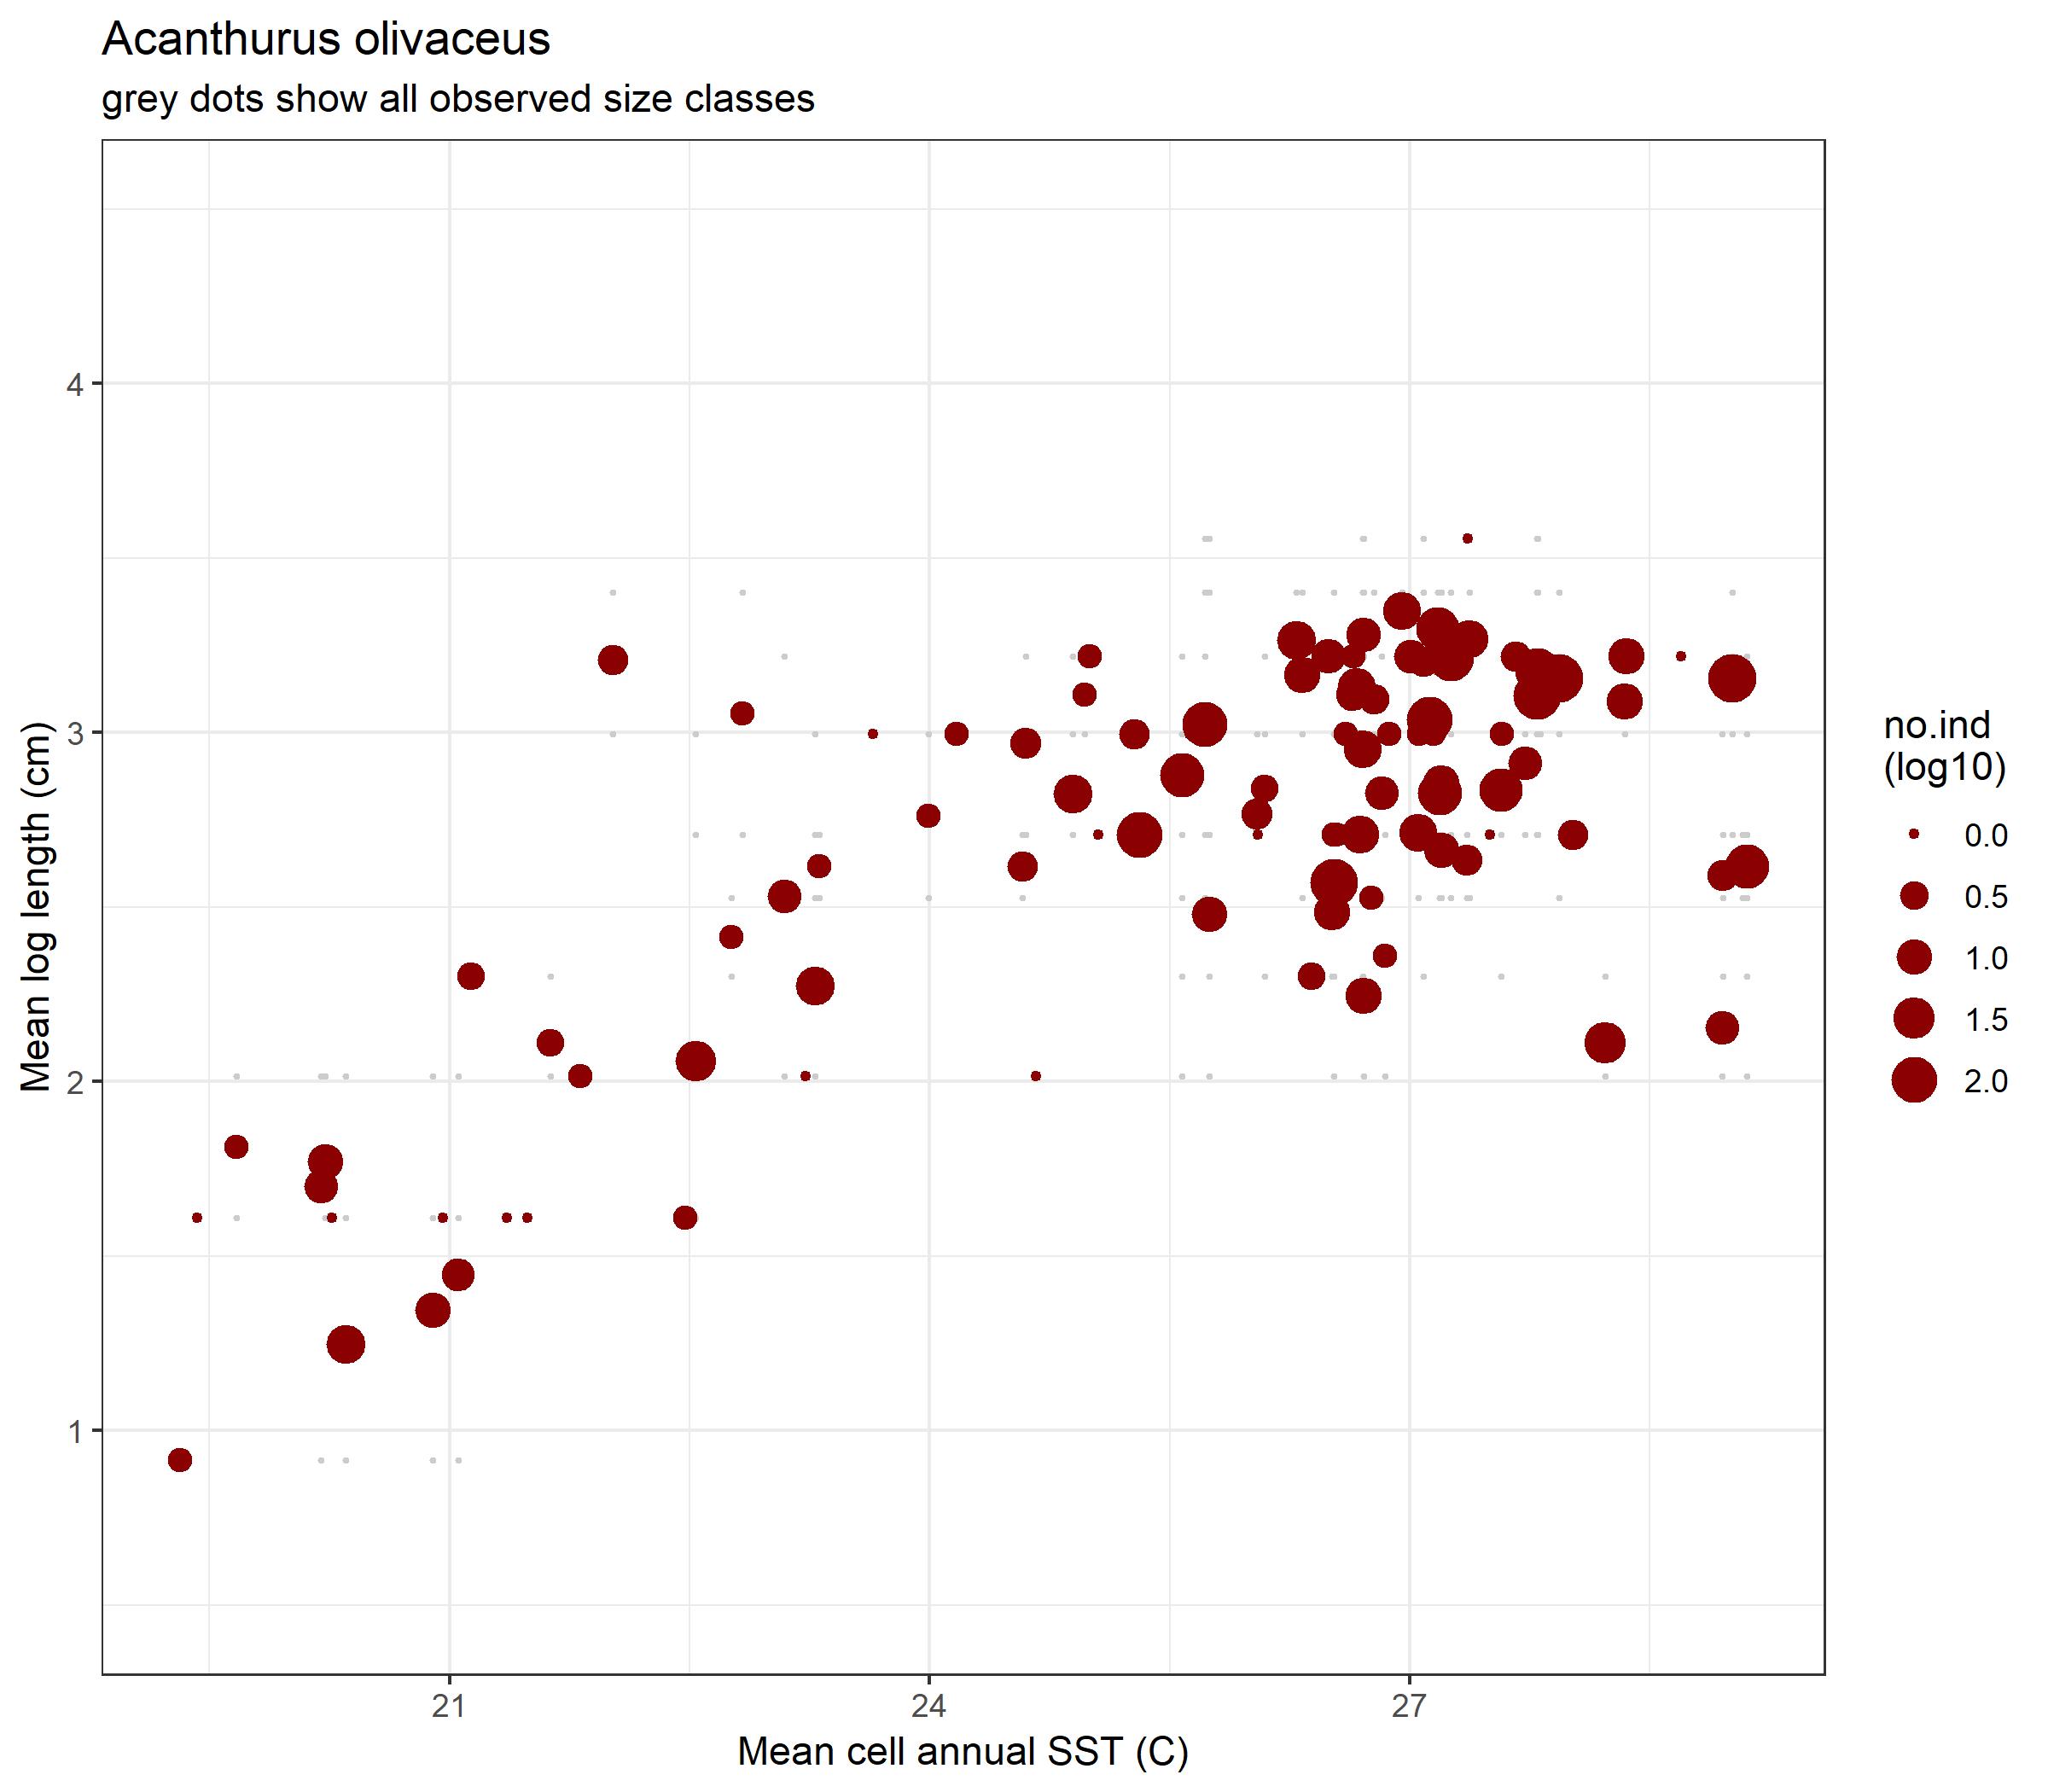 Acanthurus olivaceus
grey dots show all observed size classes
4
3
2
1
Mean log length (cm)
21
24
27
Mean cell annual SST (C)
no.ind
(log10)
0.0
0.5
1.0
1.5
2.0